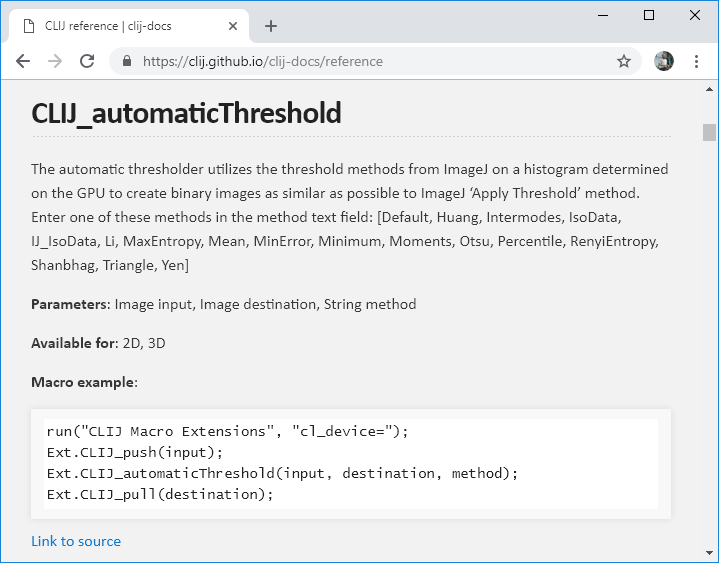 CLIJ reference | clij-docs
https://clij.github.io/clij-docs/reference
CLIJ_automaticThreshold
The automatic thresholder utilizes the threshold methods from ImageJ on a histogram determined
on the GPU to create binary images as similar as possible to ImageJ ‘Apply Threshold’ method.
Enter one of these methods in the method text field: [Default, Huang, Intermodes, IsoData,
IJ_IsoData, Li, MaxEntropy, Mean, MinError, Minimum, Moments, Otsu, Percentile, RenyiEntropy,
Shanbhag, Triangle, Yen]
Parameters: Image input, Image destination, String method
Available for: 2D, 3D
Macro example:
run("CLIJ Macro Extensions", "cl_device=");
Ext.CLIJ_push(input);
Ext.CLIJ_automaticThreshold(input, destination, method);
Ext.CLIJ_pull(destination);
Link to source